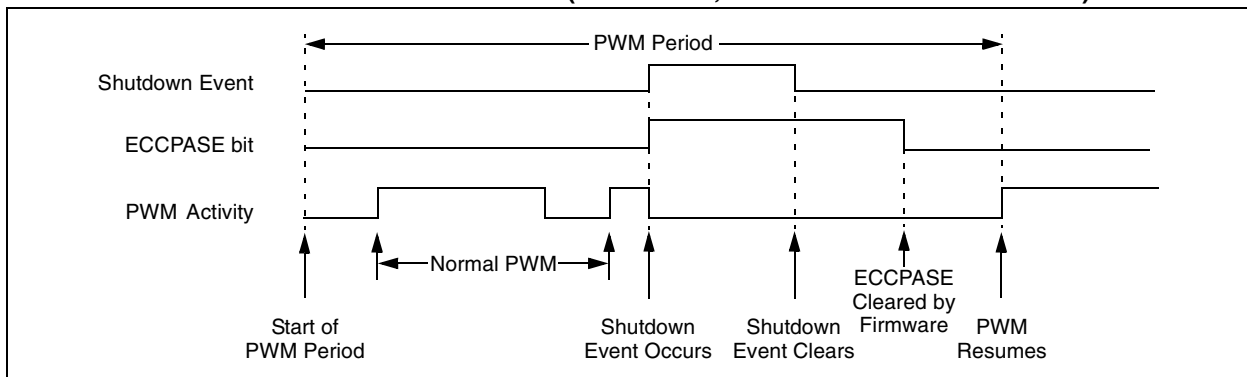 PWM Period
Shutdown Event
ECCPASE bit
PWM Activity
Normal PWM
Start of
PWM Period
Shutdown
Event Occurs
Shutdown
Event Clears
ECCPASE
Cleared by
Firmware
PWM
Resumes